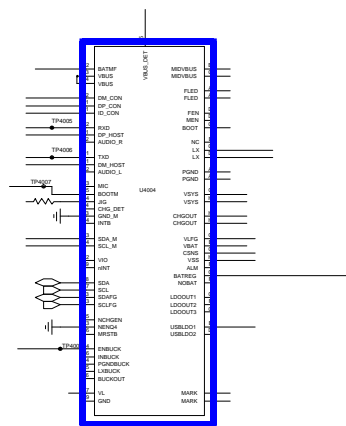 VBUS_DET
BATMF
VBUS
VBUS
DM_CON
DP_CON
ID_CON
TP4005
RXD
DP_HOST
AUDIO_R
TP4006
TXD
DM_HOST
AUDIO_L
TP4007
MIC
BOOTM
JIG
CHG_DET
GND_M
INTB
SDA_M
SCL_M
VIO
nINT
SDA
SCL
SDAFG
SCLFG
NCHGEN
NENQ4
MRSTB
ENBUCK
INBUCK
PGNDBUCK
LXBUCK
BUCKOUT
VL
GND
U4004
MIDVBUS
MIDVBUS
FLED
FLED
FEN
MEN
BOOT
NC
LX
LX
PGND
PGND
VSYS
VSYS
CHGOUT
CHGOUT
VLFG
VBAT
CSNS
VSS
ALM
BATREG
NOBAT
LDOOUT1
LDOOUT2
LDOOUT3
USBLDO1
USBLDO2
MARK
MARK